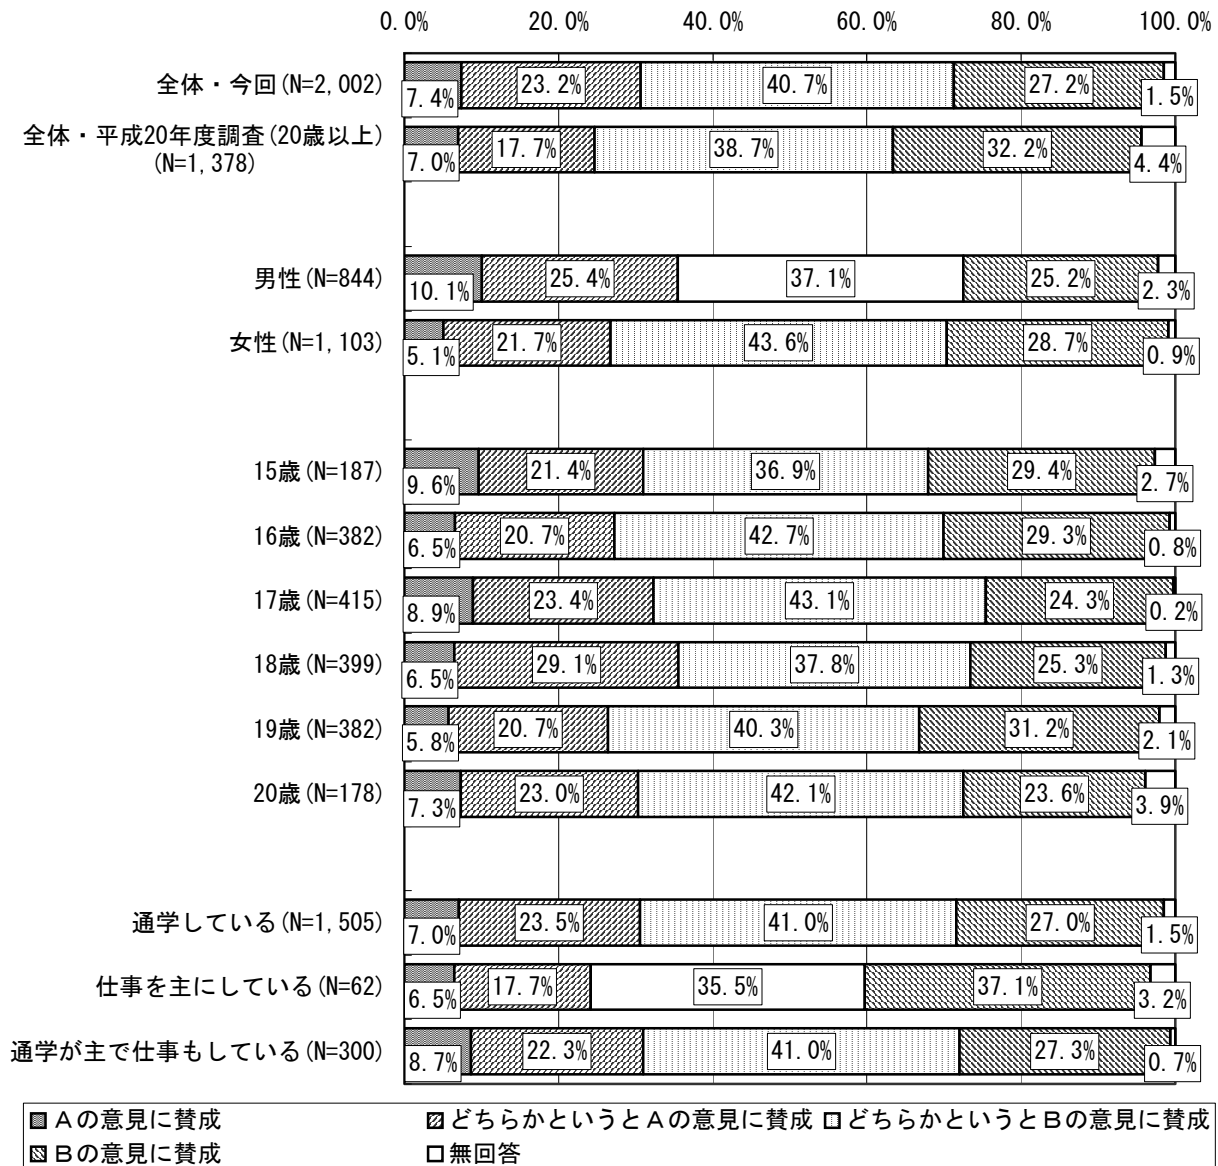 0.0% 20.0% 40.0% 60.0% 80.0% 100.0%
全体・今回(N=2,002) 7.4% 23.2% 40.7% 27.2% 1.5%
全体・平成20年度調査(20歳以上)
(N=1,378) 7.0% 17.7% 38.7% 32.2% 4.4%
男性(N=844) 10.1% 25.4% 37.1% 25.2% 2.3%
女性(N=1,103) 5.1% 21.7% 43.6% 28.7% 0.9%
15歳(N=187) 9.6% 21.4% 36.9% 29.4% 2.7%
16歳(N=382) 6.5% 20.7% 42.7% 29.3% 0.8%
17歳(N=415) 8.9% 23.4% 43.1% 24.3% 0.2%
18歳(N=399) 6.5% 29.1% 37.8% 25.3% 1.3%
19歳(N=382) 5.8% 20.7% 40.3% 31.2% 2.1%
20歳(N=178) 7.3% 23.0% 42.1% 23.6% 3.9%
通学している(N=1,505) 7.0% 23.5% 41.0% 27.0% 1.5%
仕事を主にしている(N=62) 6.5% 17.7% 35.5% 37.1% 3.2%
通学が主で仕事もしている(N=300) 8.7% 22.3% 41.0% 27.3% 0.7%
Aの意見に賛成 どちらかというとAの意見に賛成 どちらかというとBの意見に賛成
Bの意見に賛成 無回答